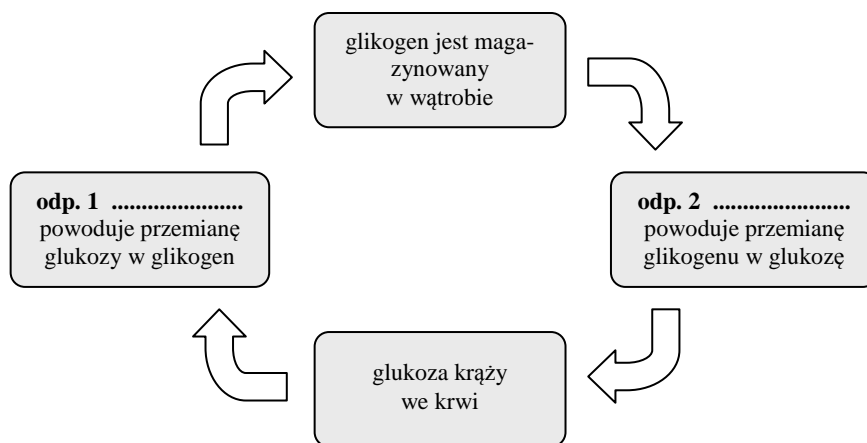 glikogen jest maga-
zynowany
w wątrobie
odp. 1 ......................
powoduje przemianę
glukozy w glikogen
odp. 2 .......................
powoduje przemianę
glikogenu w glukozę
glukoza krąży
we krwi